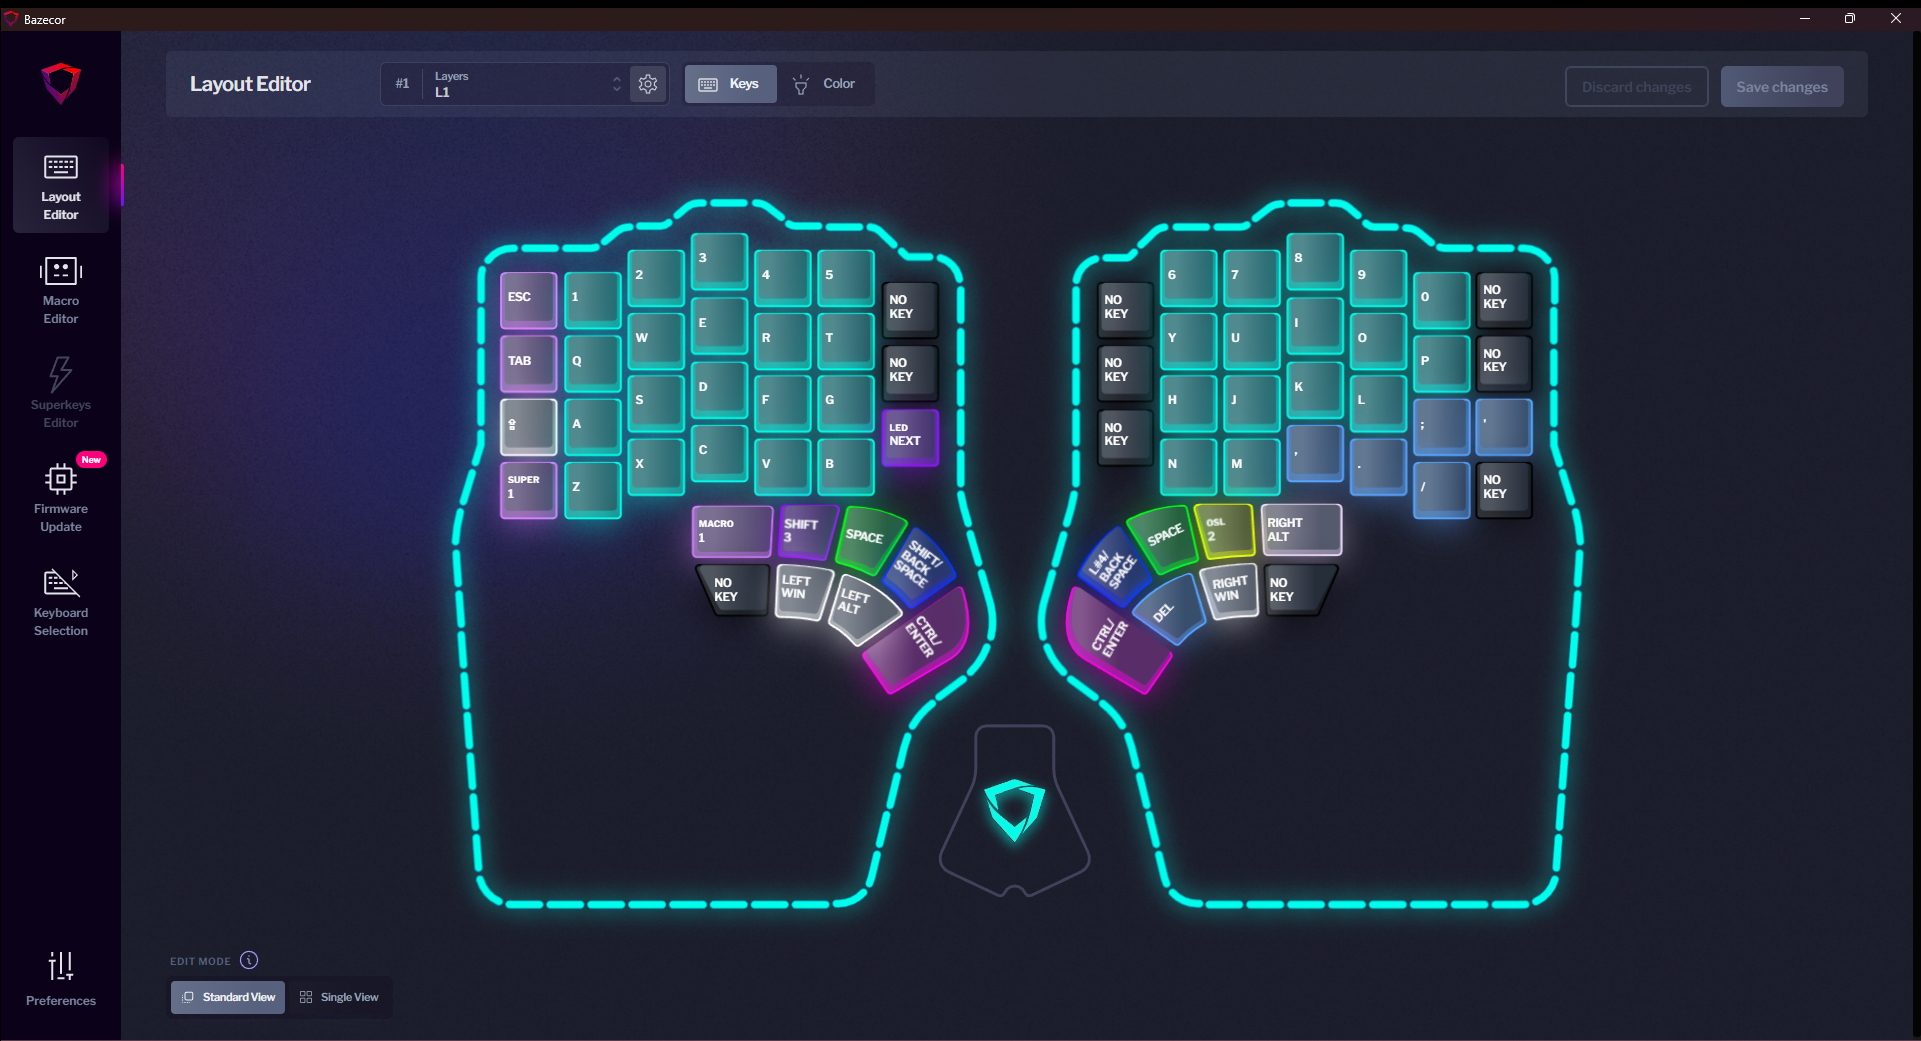 Bazecor
Layout Editor
#1
Layers
L1
Keys
Color
Discard changes
Save changes
Layout
Editor
Macro
Editor
Superkeys
Editor
New
Firmware
Update
Keyboard
Selection
Preferences
ESC
1
2
3
4
5
NO
KEY
TAB
Q
W
E
R
T
NO
KEY
A
S
D
F
G
LED
NEXT
SUPER
1
Z
X
C
V
B
MACRO
1
SHIFT
3
SPACE
SHIFT/
BACK
SPACE
NO
KEY
LEFT
WIN
LEFT
ALT
CTRL/
ENTER
NO
KEY
6
7
8
9
0
NO
KEY
NO
KEY
Y
U
I
O
P
NO
KEY
NO
KEY
H
J
K
L
;
'
N
M
,
.
/
NO
KEY
L#4/
BACK
SPACE
SPACE
OSL
2
RIGHT
ALT
CTRL/
ENTER
DEL
RIGHT
WIN
NO
KEY
EDIT MODE
Standard View
Single View